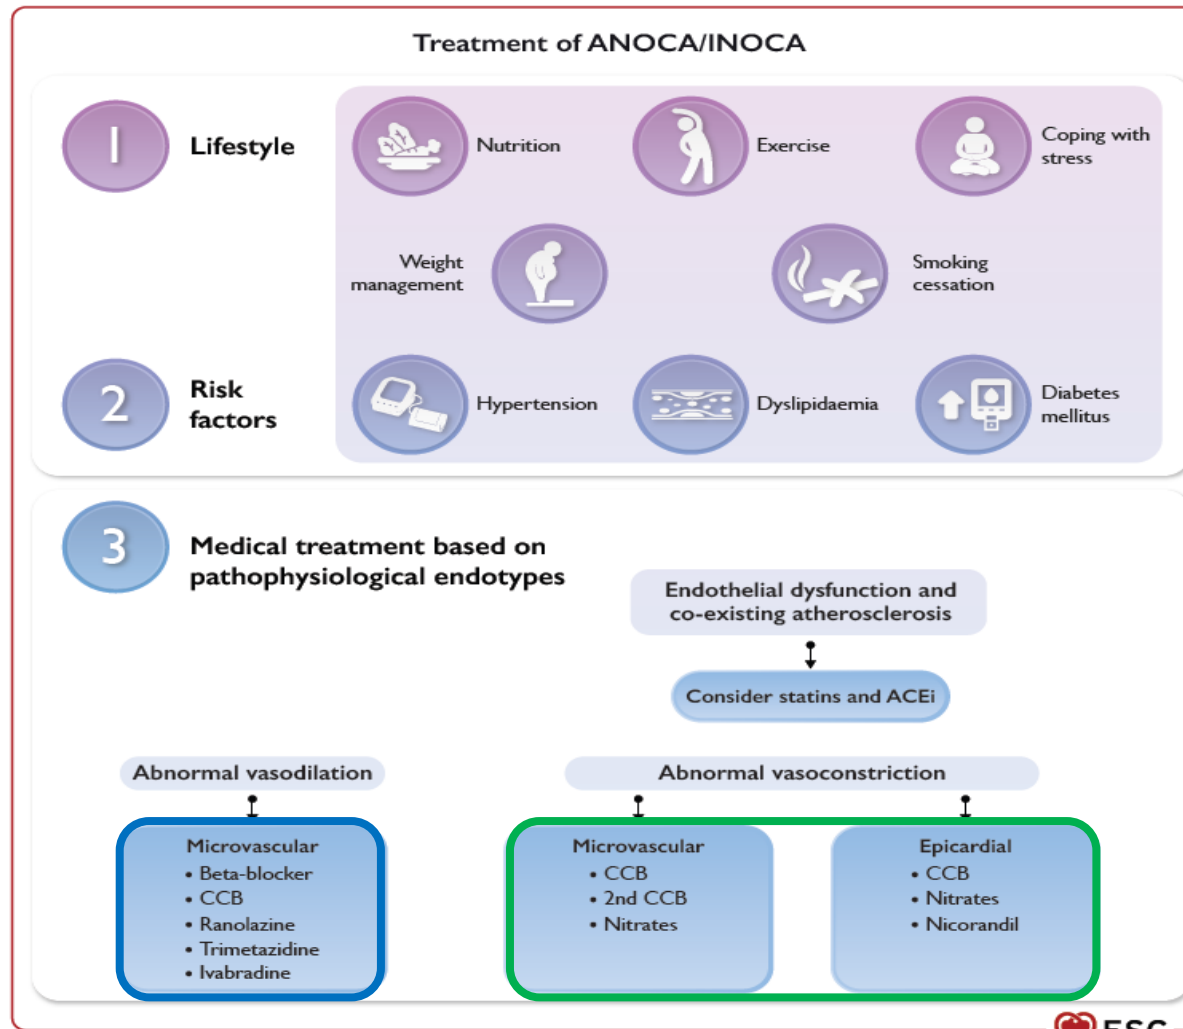 Treatment of ANOCA/INOCA
1
Lifestyle
Nutrition
Exercise
Coping with
stress
Weight
management
Smoking
cessation
2
Risk
factors
Hypertension
Dyslipidaemia
Diabetes
mellitus
3
Medical treatment based on
pathophysiological endotypes
Endothelial dysfunction and
co-existing atherosclerosis
Consider statins and ACEi
Abnormal vasodilation
Abnormal vasoconstriction
Microvascular
• Beta-blocker
• CCB
• Ranolazine
• Trimetazidine
• Ivabradine
Microvascular
• CCB
• 2nd CCB
• Nitrates
Epicardial
• CCB
• Nitrates
• Nicorandil
ESC